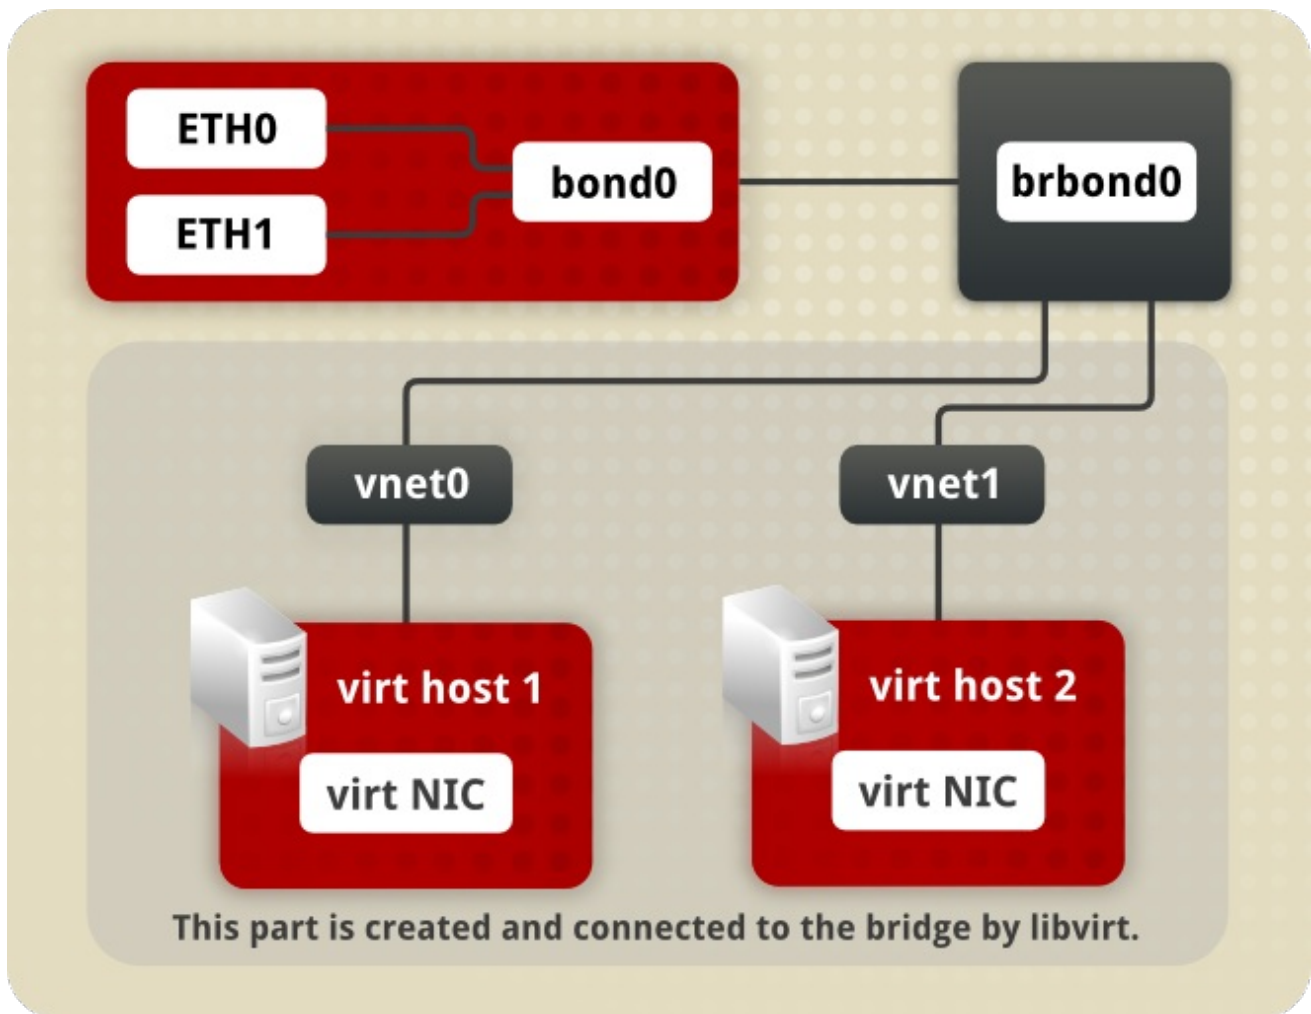 ETH0
bond0
brbond0
ETH1
vnet0
vnet1
virt host 1
virt host 2
virt NIC
virt NIC
This part is created and connected to the bridge by libvirt.